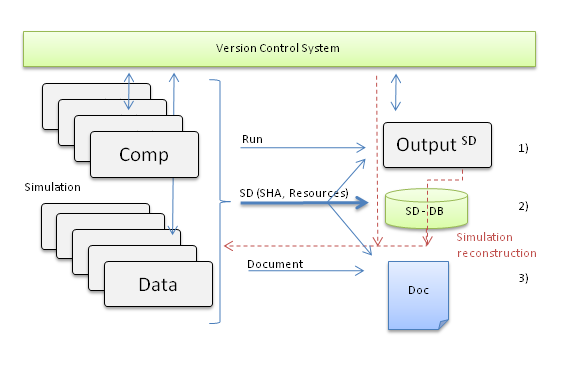 Version Control System
Comp
Run
Output SD
1)
Simulation
SD (SHA, Resources)
SD - DB
2)
Simulation
reconstruction
Document
Data
Doc
3)